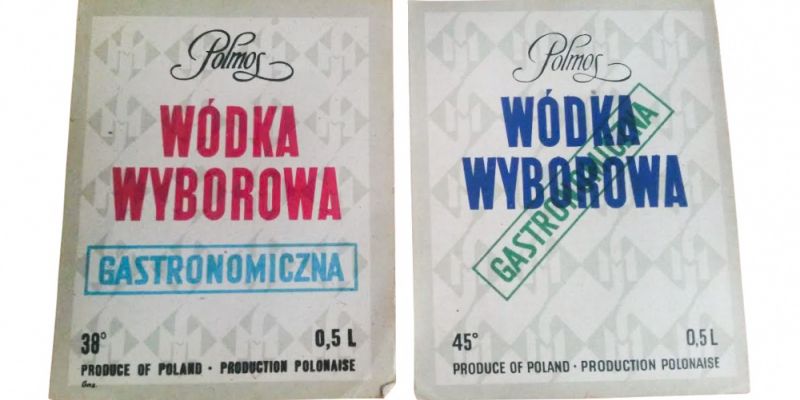 Polmos
WÓDKA
WYBOROWA
GASTRONOMICZNA
38° 0,5 L
PRODUCE OF POLAND · PRODUCTION POLONAISE
Polmos
WÓDKA
WYBOROWA
GASTRONOMICZNA
45° 0,5 L
PRODUCE OF POLAND · PRODUCTION POLONAISE